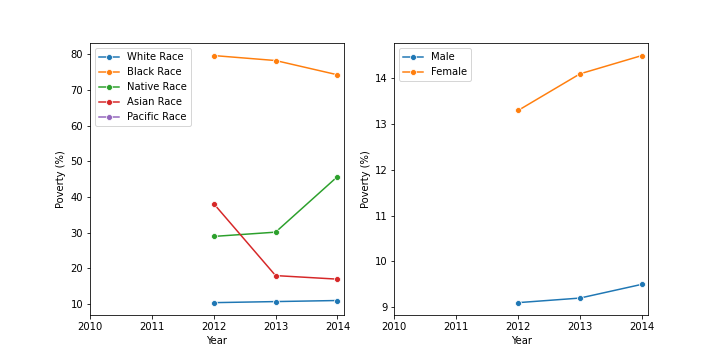 White Race
Black Race
Native Race
Asian Race
Pacific Race
80
70
60
50
40
30
20
10
Poverty (%)
2010 2011 2012 2013 2014
Year
Male
Female
14
13
12
11
10
9
Poverty (%)
2010 2011 2012 2013 2014
Year